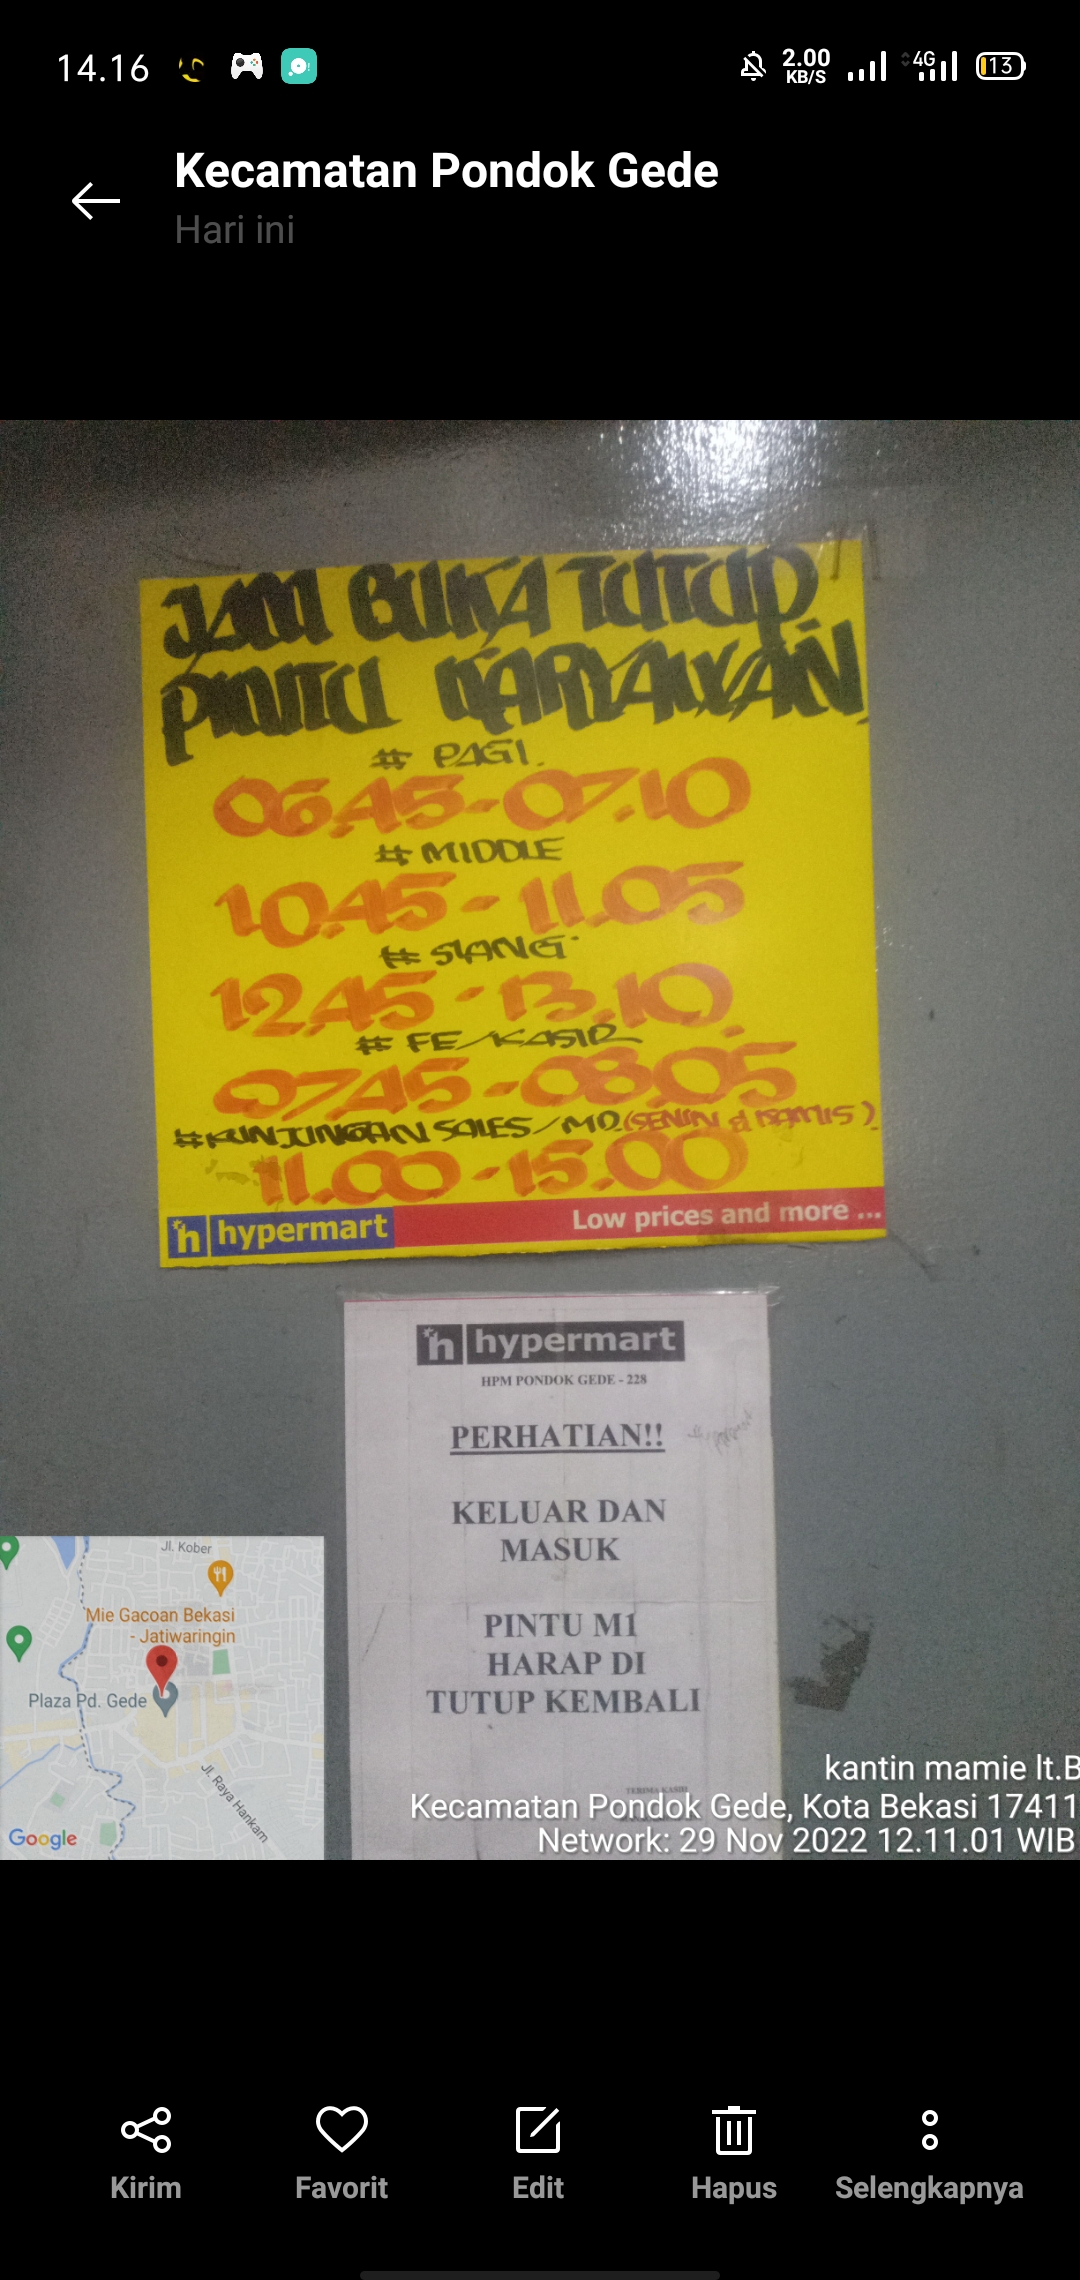 14.16
2.00
KB/S
4G
13
Kecamatan Pondok Gede
Hari ini
JAM BUKA TUTUP
PINTU KARYAWAN
# PAGI.
06.45-07.10
# MIDDLE
10.45-11.05
# SIANG
12.45-13.10
# FE/KASIR
07.45-08.05
#KUNJUNGAN SALES/MD(SENIN & KAMIS)
11.00-15.00
h hypermart
Low prices and more ...
h hypermart
HPM PONDOK GEDE - 228
PERHATIAN!!
KELUAR DAN
MASUK
PINTU M1
HARAP DI
TUTUP KEMBALI
TERIMA KASIH
Jl. Kober
Mie Gacoan Bekasi
- Jatiwaringin
Plaza Pd. Gede
Jl. Raya Hankam
Google
kantin mamie lt.B
Kecamatan Pondok Gede, Kota Bekasi 17411
Network: 29 Nov 2022 12.11.01 WIB
Kirim
Favorit
Edit
Hapus
Selengkapnya